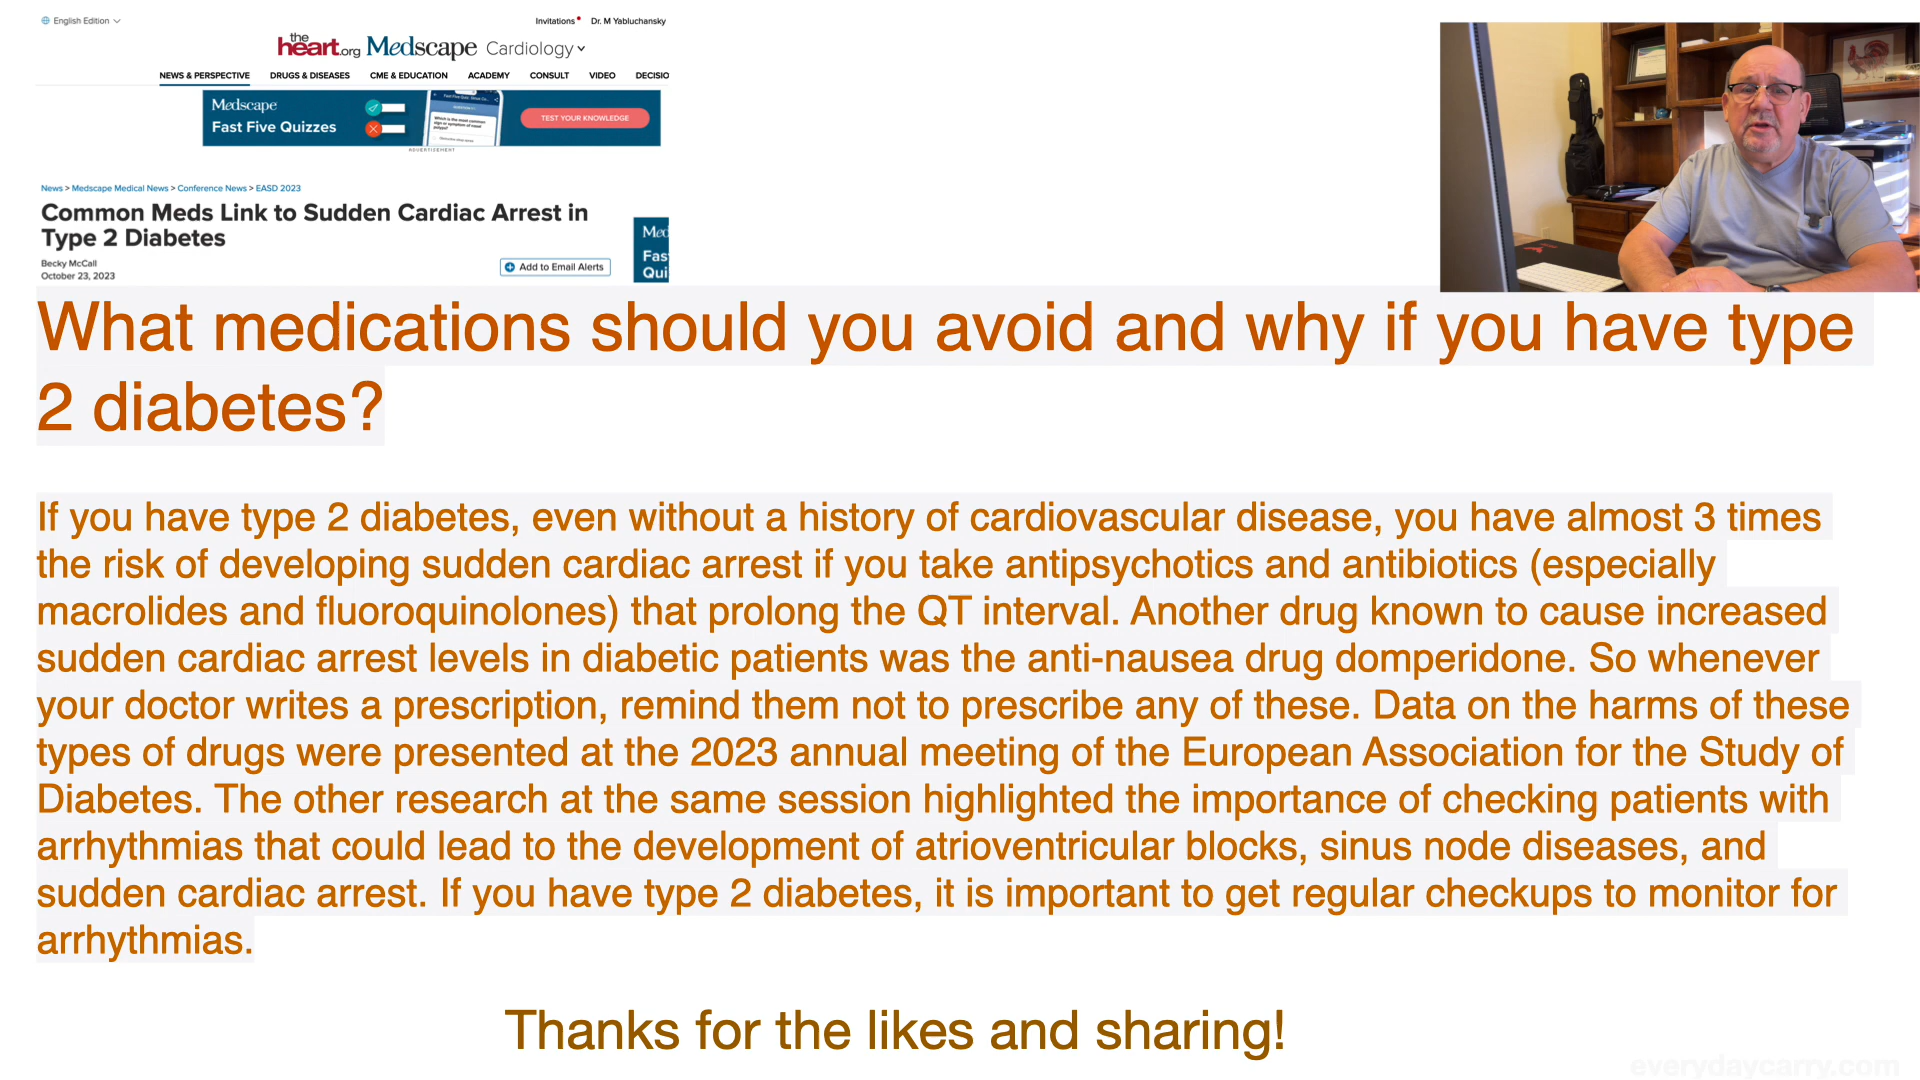 English Edition
Invitations Dr. M Yabluchansky
the heart.org Medscape Cardiology
NEWS & PERSPECTIVE DRUGS & DISEASES CME & EDUCATION ACADEMY CONSULT VIDEO DECISIO
Medscape
Fast Five Quizzes
TEST YOUR KNOWLEDGE
ADVERTISEMENT
News > Medscape Medical News > Conference News > EASD 2023
Common Meds Link to Sudden Cardiac Arrest in
Type 2 Diabetes
Becky McCall
October 23, 2023
Add to Email Alerts
Med
Fas
Qui
What medications should you avoid and why if you have type
2 diabetes?
If you have type 2 diabetes, even without a history of cardiovascular disease, you have almost 3 times
the risk of developing sudden cardiac arrest if you take antipsychotics and antibiotics (especially
macrolides and fluoroquinolones) that prolong the QT interval. Another drug known to cause increased
sudden cardiac arrest levels in diabetic patients was the anti-nausea drug domperidone. So whenever
your doctor writes a prescription, remind them not to prescribe any of these. Data on the harms of these
types of drugs were presented at the 2023 annual meeting of the European Association for the Study of
Diabetes. The other research at the same session highlighted the importance of checking patients with
arrhythmias that could lead to the development of atrioventricular blocks, sinus node diseases, and
sudden cardiac arrest. If you have type 2 diabetes, it is important to get regular checkups to monitor for
arrhythmias.
Thanks for the likes and sharing!
everydaycarry.com